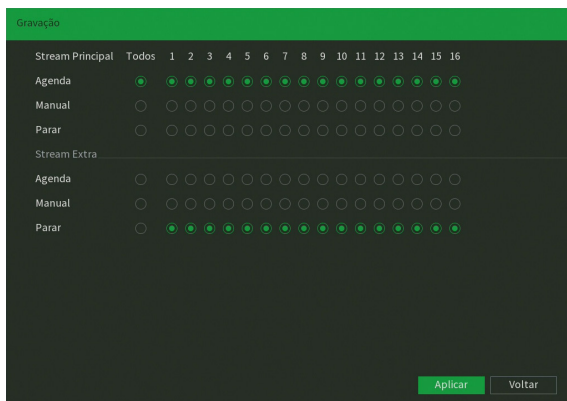 Gravação
Stream Principal Todos 1 2 3 4 5 6 7 8 9 10 11 12 13 14 15 16
Agenda
Manual
Parar
Stream Extra
Agenda
Manual
Parar
Aplicar Voltar